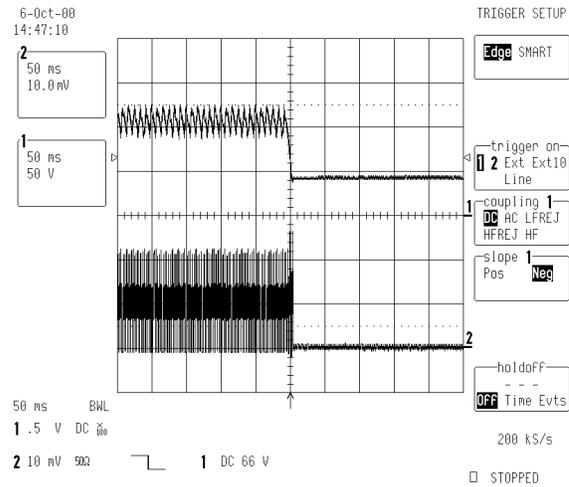 6-Oct-00
14:47:10
2
50 ms
10.0mV
1
50 ms
50 V
TRIGGER SETUP
Edge SMART
trigger on
1 2 Ext Ext10
Line
coupling 1
DC AC LFREJ
HFREJ HF
slope 1
Pos Neg
holdoff
- - -
Off Time Evts
1
2
50 ms BWL
1 .5 V DC
2 10 mV 50Ω
1 DC 66 V
200 kS/s
STOPPED